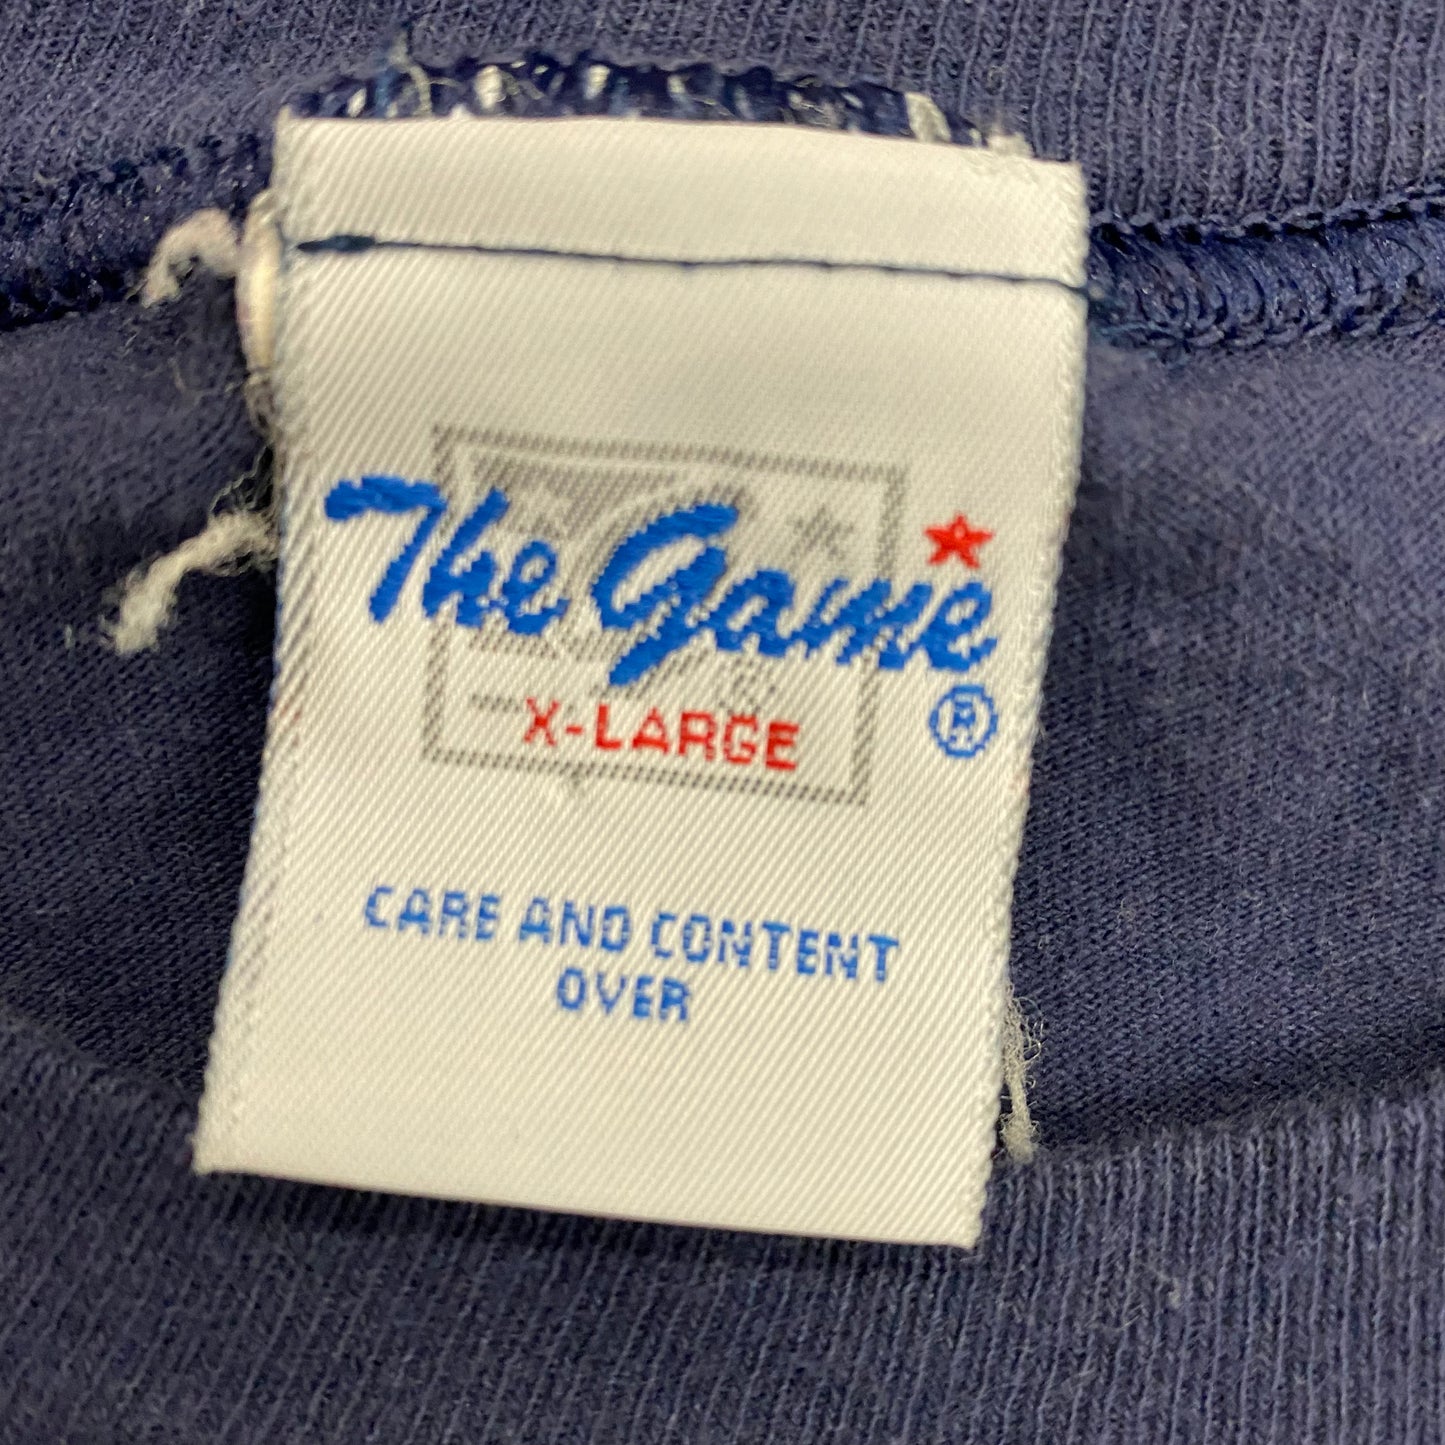 The Game ®
X-LARGE
CARE AND CONTENT
OVER